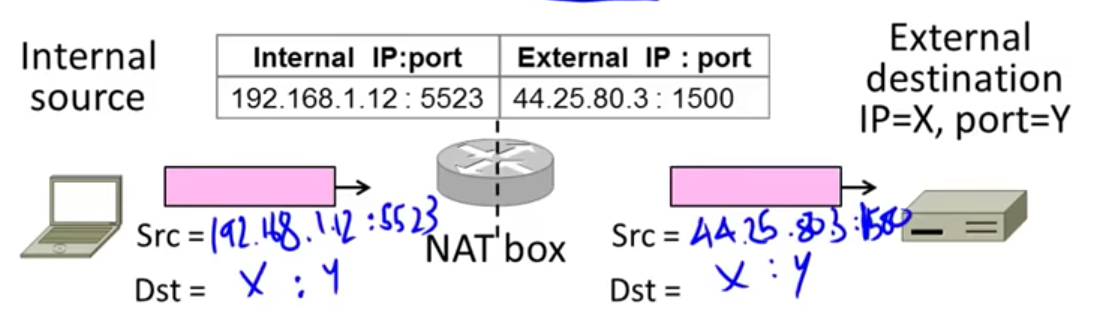 Internal
source
Internal IP:port External IP : port
192.168.1.12 : 5523 44.25.80.3 : 1500
External
destination
IP=X, port=Y
Src = 192.168.1.12 :5523
Dst = X : Y
NAT box
Src = 44.25.80.3:1500
Dst = X : Y